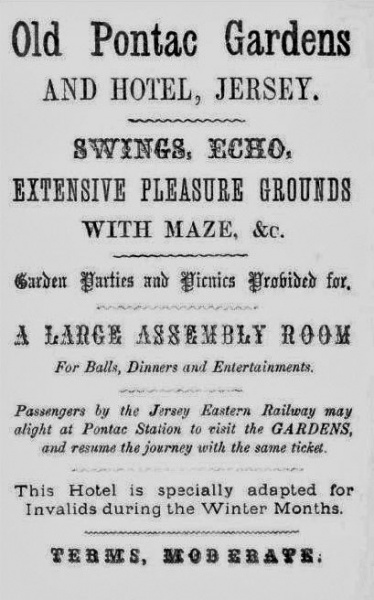 Old Pontac Gardens
AND HOTEL, JERSEY.
SWINGS, ECHO,
EXTENSIVE PLEASURE GROUNDS
WITH MAZE, &c.
Garden Parties and Picnics Provided for.
A LARGE ASSEMBLY ROOM
For Balls, Dinners and Entertainments.
Passengers by the Jersey Eastern Railway may
alight at Pontac Station to visit the GARDENS,
and resume the journey with the same ticket.
This Hotel is specially adapted for
Invalids during the Winter Months.
TERMS, MODERATE.